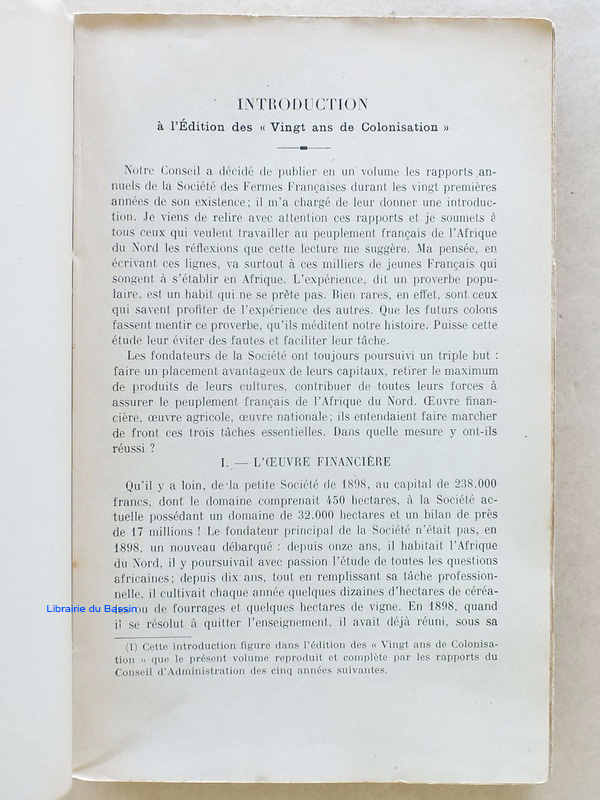 INTRODUCTION
à l'Édition des « Vingt ans de Colonisation »
Notre Conseil a décidé de publier en un volume les rapports an-
nuels de la Société des Fermes Françaises durant les vingt premières
années de son existence; il m'a chargé de leur donner une introduc-
tion. Je viens de relire avec attention ces rapports et je soumets à
tous ceux qui veulent travailler au peuplement français de l'Afrique
du Nord les réflexions que cette lecture me suggère. Ma pensée, en
écrivant ces lignes, va surtout à ces milliers de jeunes Français qui
songent à s'établir en Afrique. L'expérience, dit un proverbe popu-
laire, est un habit qui ne se prête pas. Bien rares, en effet, sont ceux
qui savent profiter de l'expérience des autres. Que les futurs colons
fassent mentir ce proverbe, qu'ils méditent notre histoire. Puisse cette
étude leur éviter des fautes et faciliter leur tâche.
Les fondateurs de la Société ont toujours poursuivi un triple but :
faire un placement avantageux de leurs capitaux, retirer le maximum
de produits de leurs cultures, contribuer de toutes leurs forces à
assurer le peuplement français de l'Afrique du Nord. Œuvre finan-
cière, œuvre agricole, œuvre nationale; ils entendaient faire marcher
de front ces trois tâches essentielles. Dans quelle mesure y ont-ils
réussi ?
I. — L'ŒUVRE FINANCIÈRE
Qu'il y a loin, de la petite Société de 1898, au capital de 238.000
francs, dont le domaine comprenait 450 hectares, à la Société ac-
tuelle possédant un domaine de 32.000 hectares et un bilan de près
de 17 millions ! Le fondateur principal de la Société n'était pas, en
1898, un nouveau débarqué : depuis onze ans, il habitait l'Afrique
du Nord, il y poursuivait avec passion l'étude de toutes les questions
africaines; depuis dix ans, tout en remplissant sa tâche profession-
nelle, il cultivait chaque année quelques dizaines d'hectares de céréa-
ou de fourrages et quelques hectares de vigne. En 1898, quand
il se résolut à quitter l'enseignement, il avait déjà réuni, sous sa
Librairie du Bassin
(1) Cette introduction figure dans l'édition des « Vingt ans de Colonisa-
tion » que le présent volume reproduit et complète par les rapports du
Conseil d'Administration des cinq années suivantes.